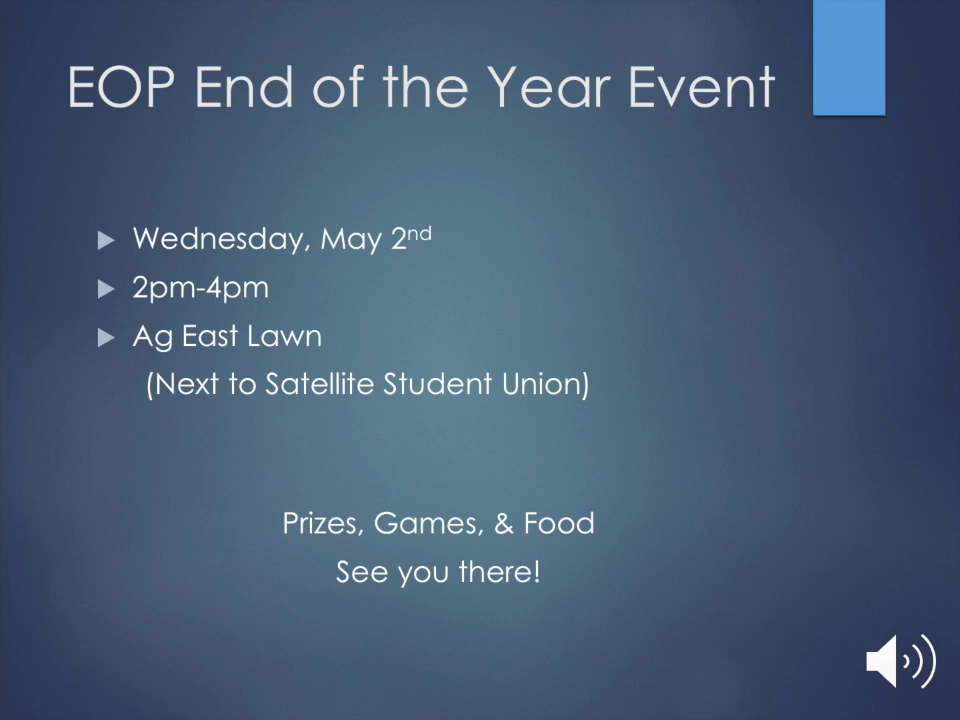 EOP End of the Year Event
Wednesday, May 2nd
2pm-4pm
Ag East Lawn
(Next to Satellite Student Union)
Prizes, Games, & Food
See you there!